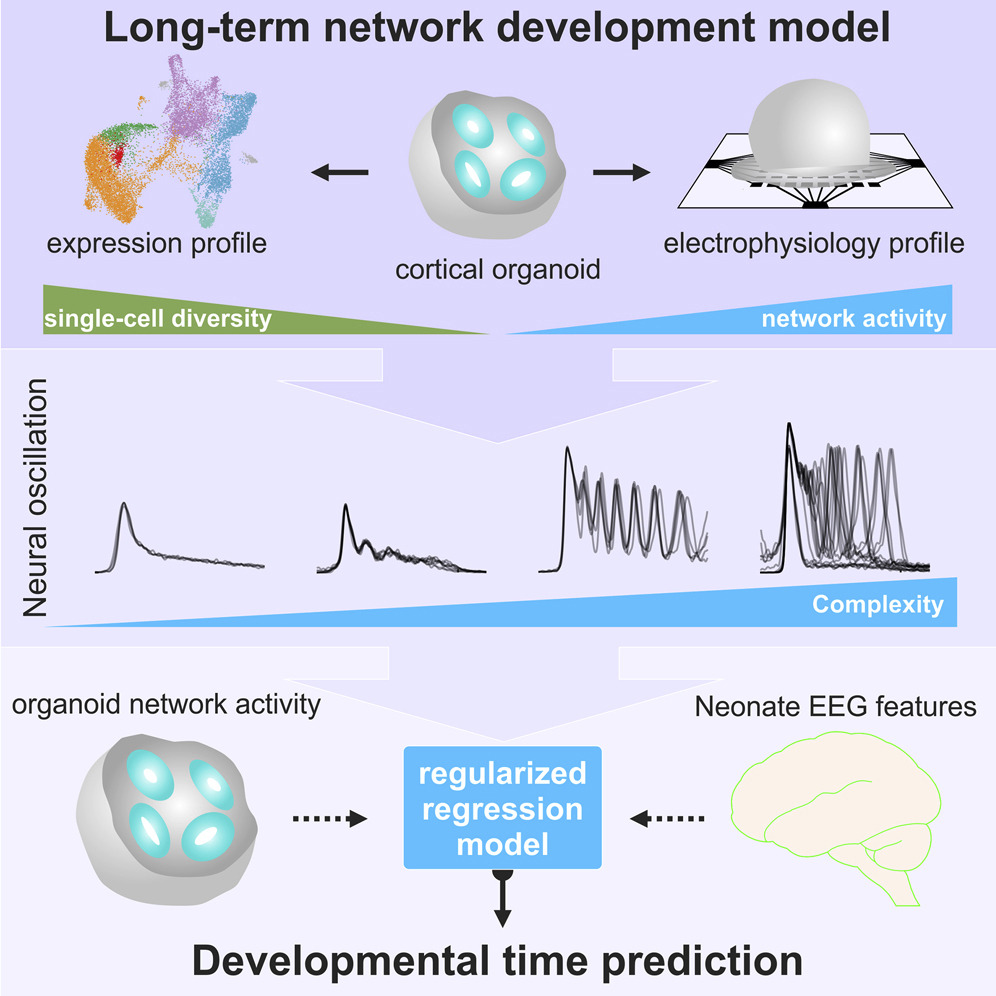 Long-term network development model
expression profile
cortical organoid
electrophysiology profile
single-cell diversity
network activity
Neural oscillation
Complexity
organoid network activity
Neonate EEG features
regularized
regression
model
Developmental time prediction